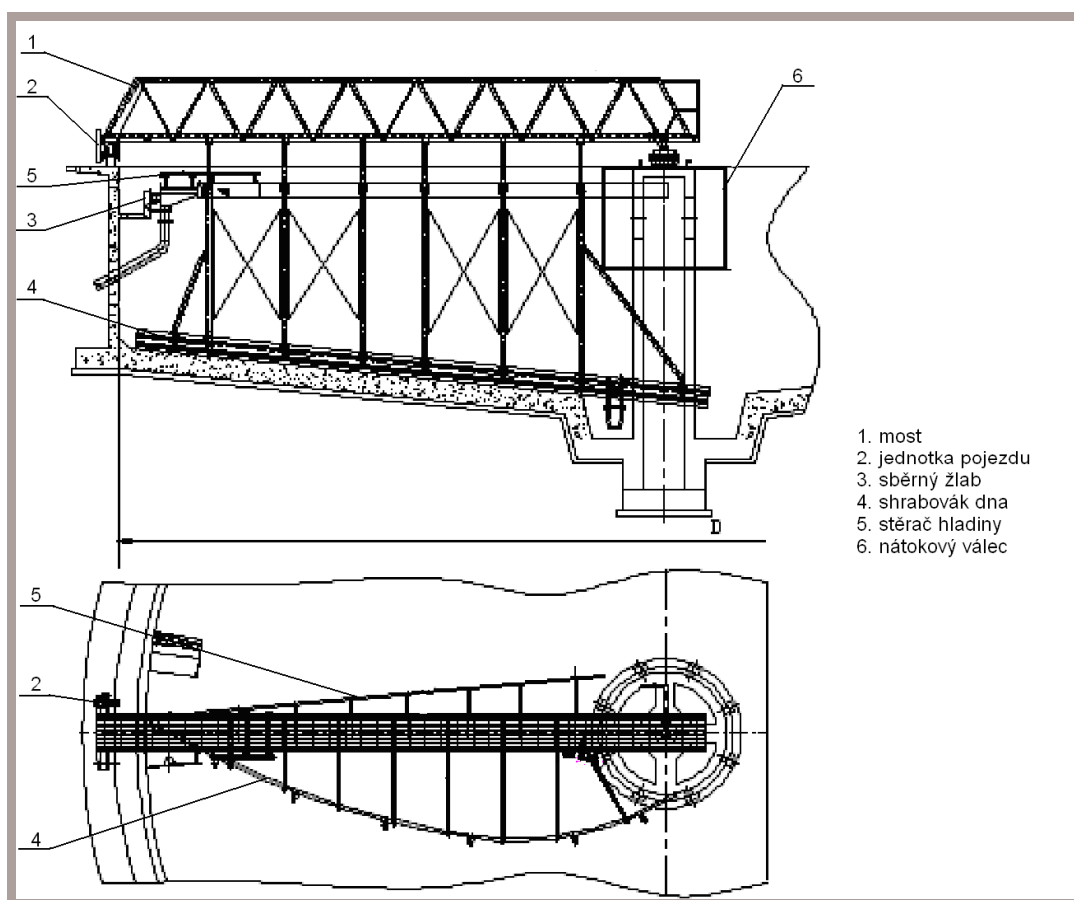 1
2
6
5
3
4
1. most
2. jednotka pojezdu
3. sběrný žlab
4. shrabovák dna
5. stěrač hladiny
6. nátokový válec
D
5
2
4